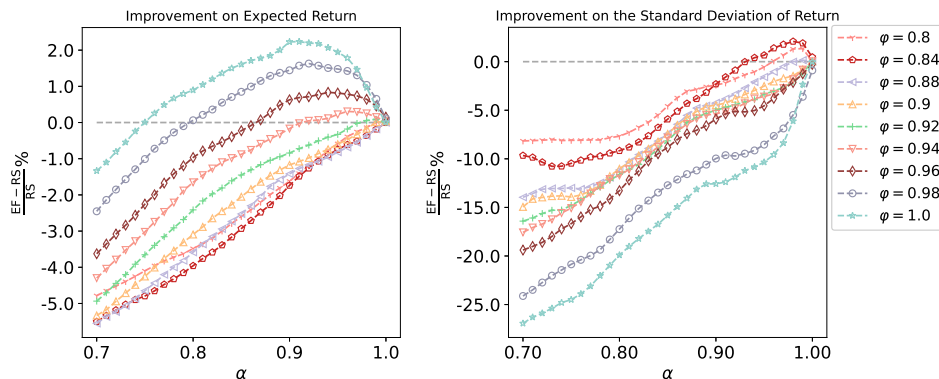 Improvement on Expected Return
2.0
1.0
0.0
-1.0
-2.0
-3.0
-4.0
-5.0
EF − RS
RS
%
0.7
0.8
0.9
1.0
α
Improvement on the Standard Deviation of Return
0.0
-5.0
-10.0
-15.0
-20.0
-25.0
EF − RS
RS
%
0.70
0.80
0.90
1.00
α
φ = 0.8
φ = 0.84
φ = 0.88
φ = 0.9
φ = 0.92
φ = 0.94
φ = 0.96
φ = 0.98
φ = 1.0